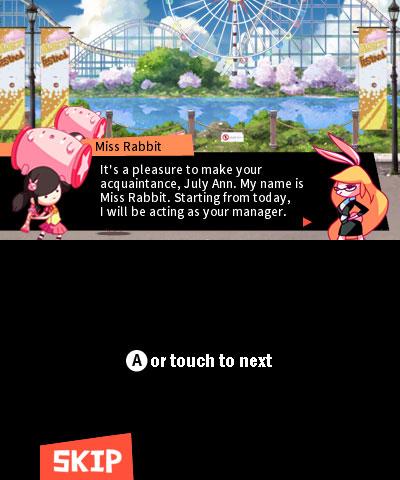 Miss Rabbit
It's a pleasure to make your
acquaintance, July Ann. My name is
Miss Rabbit. Starting from today,
I will be acting as your manager.
A or touch to next
SKIP